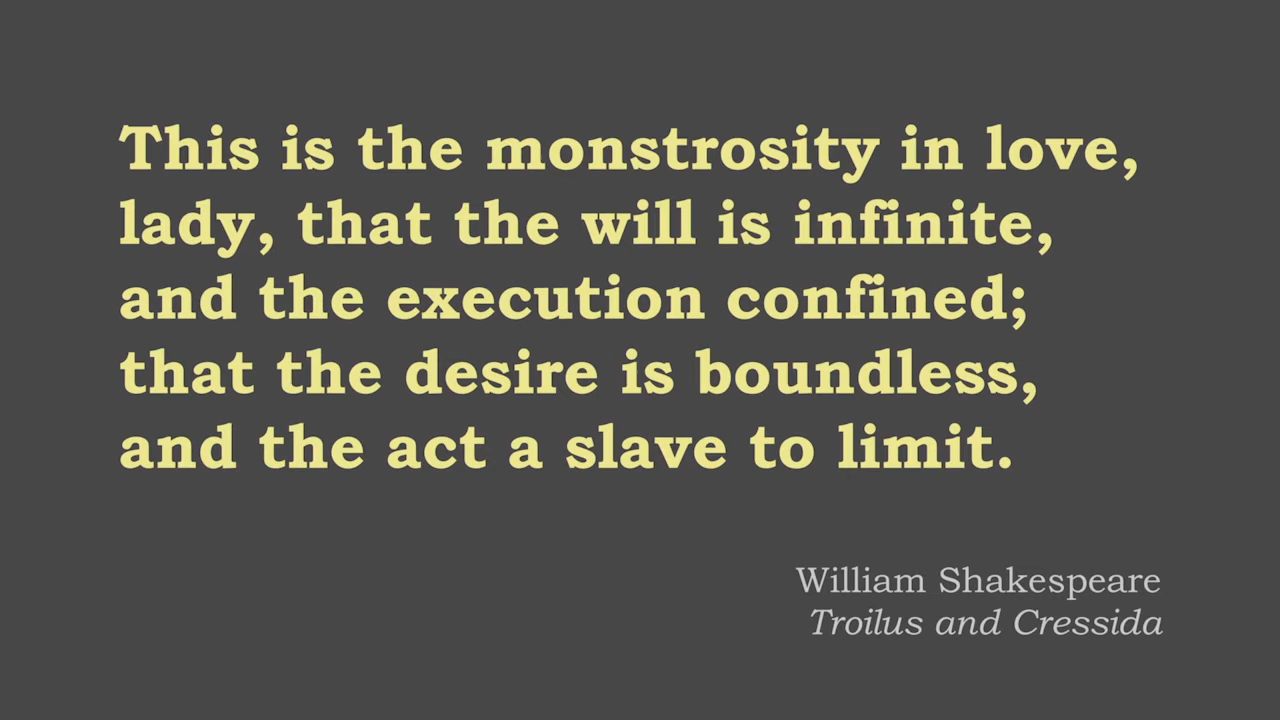 This is the monstrosity in love,
lady, that the will is infinite,
and the execution confined;
that the desire is boundless,
and the act a slave to limit.
William Shakespeare
Troilus and Cressida